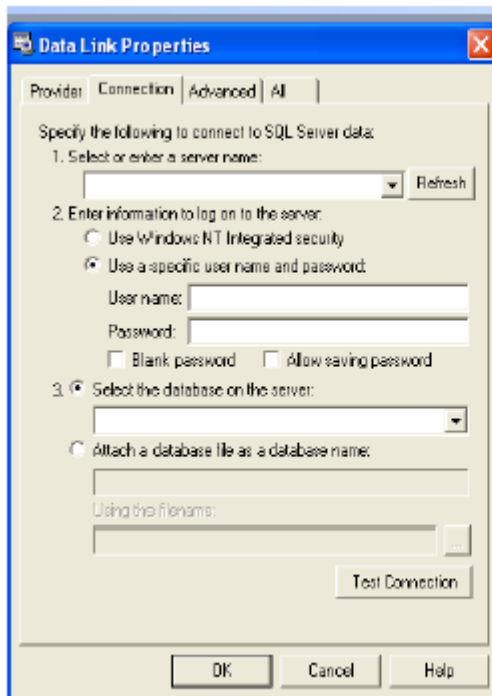 Data Link Properties
Provider Connection Advanced All
Specify the following to connect to SQL Server data:
1. Select or enter a server name:
Refresh
2. Enter information to log on to the server:
Use Windows NT Integrated security
Use a specific user name and password:
User name:
Password:
Blank password Allow saving password
3. Select the database on the server:
Attach a database file as a database name:
Using the filename:
...
Test Connection
OK Cancel Help